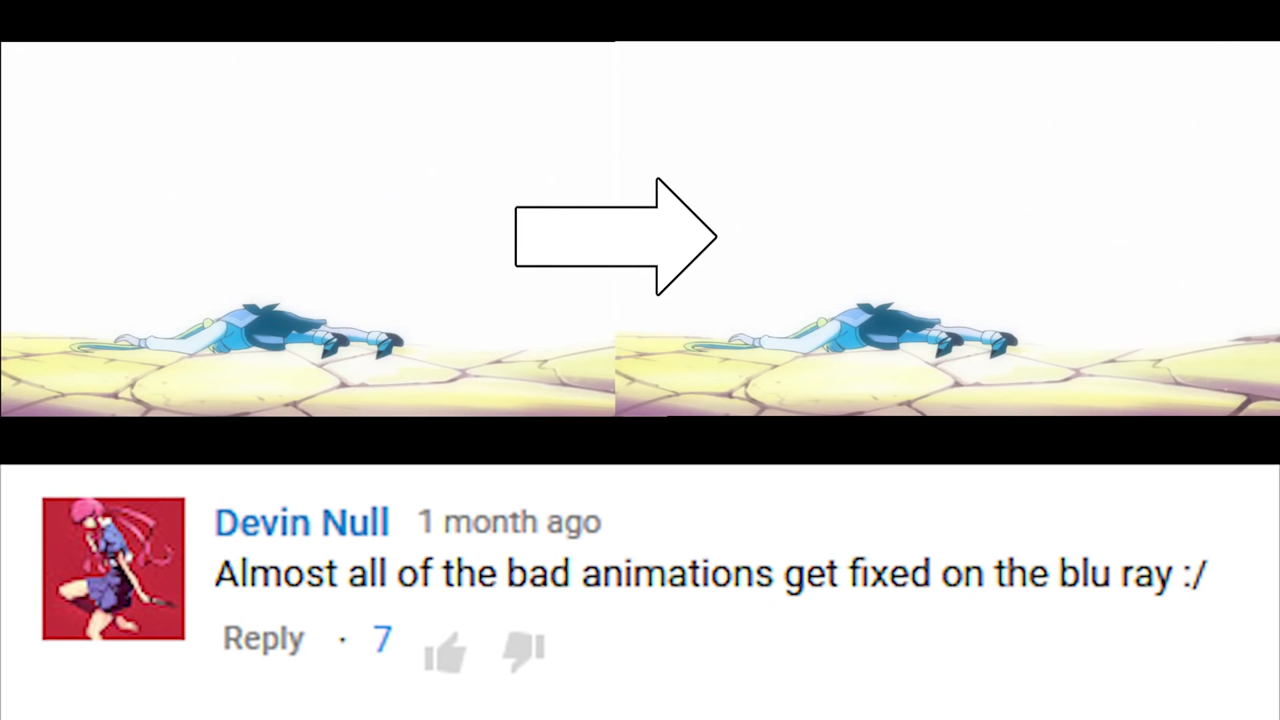 Devin Null 1 month ago
Almost all of the bad animations get fixed on the blu ray :/
Reply · 7